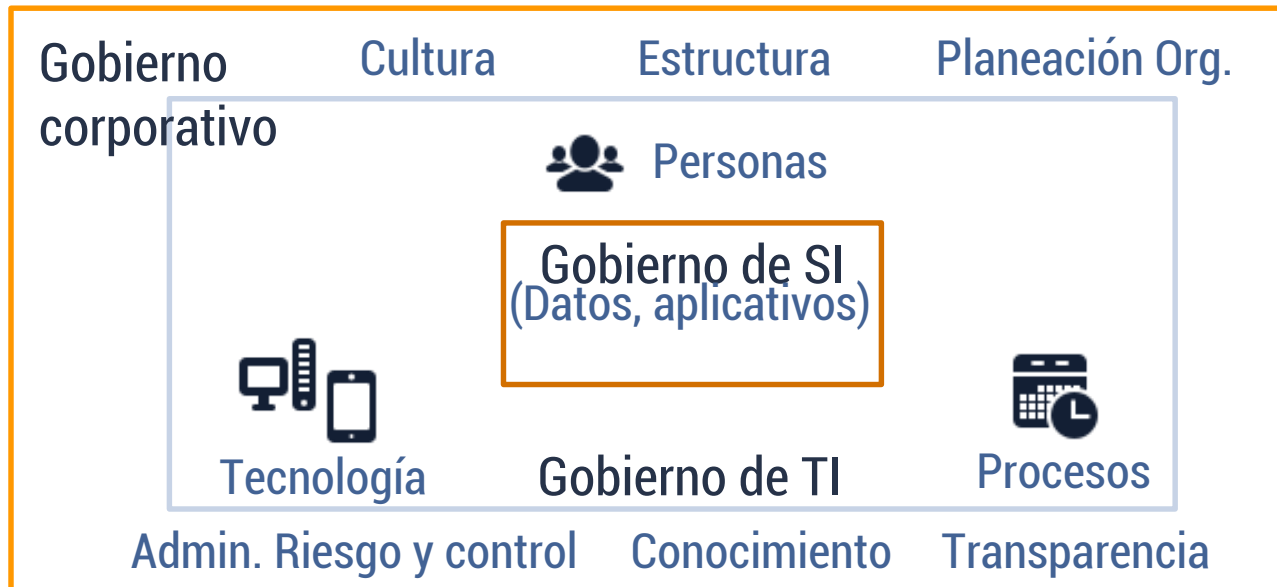 Gobierno
corporativo
Cultura
Estructura
Planeación Org.
Personas
Gobierno de SI
(Datos, aplicativos)
Tecnología
Gobierno de TI
Procesos
Admin. Riesgo y control
Conocimiento
Transparencia